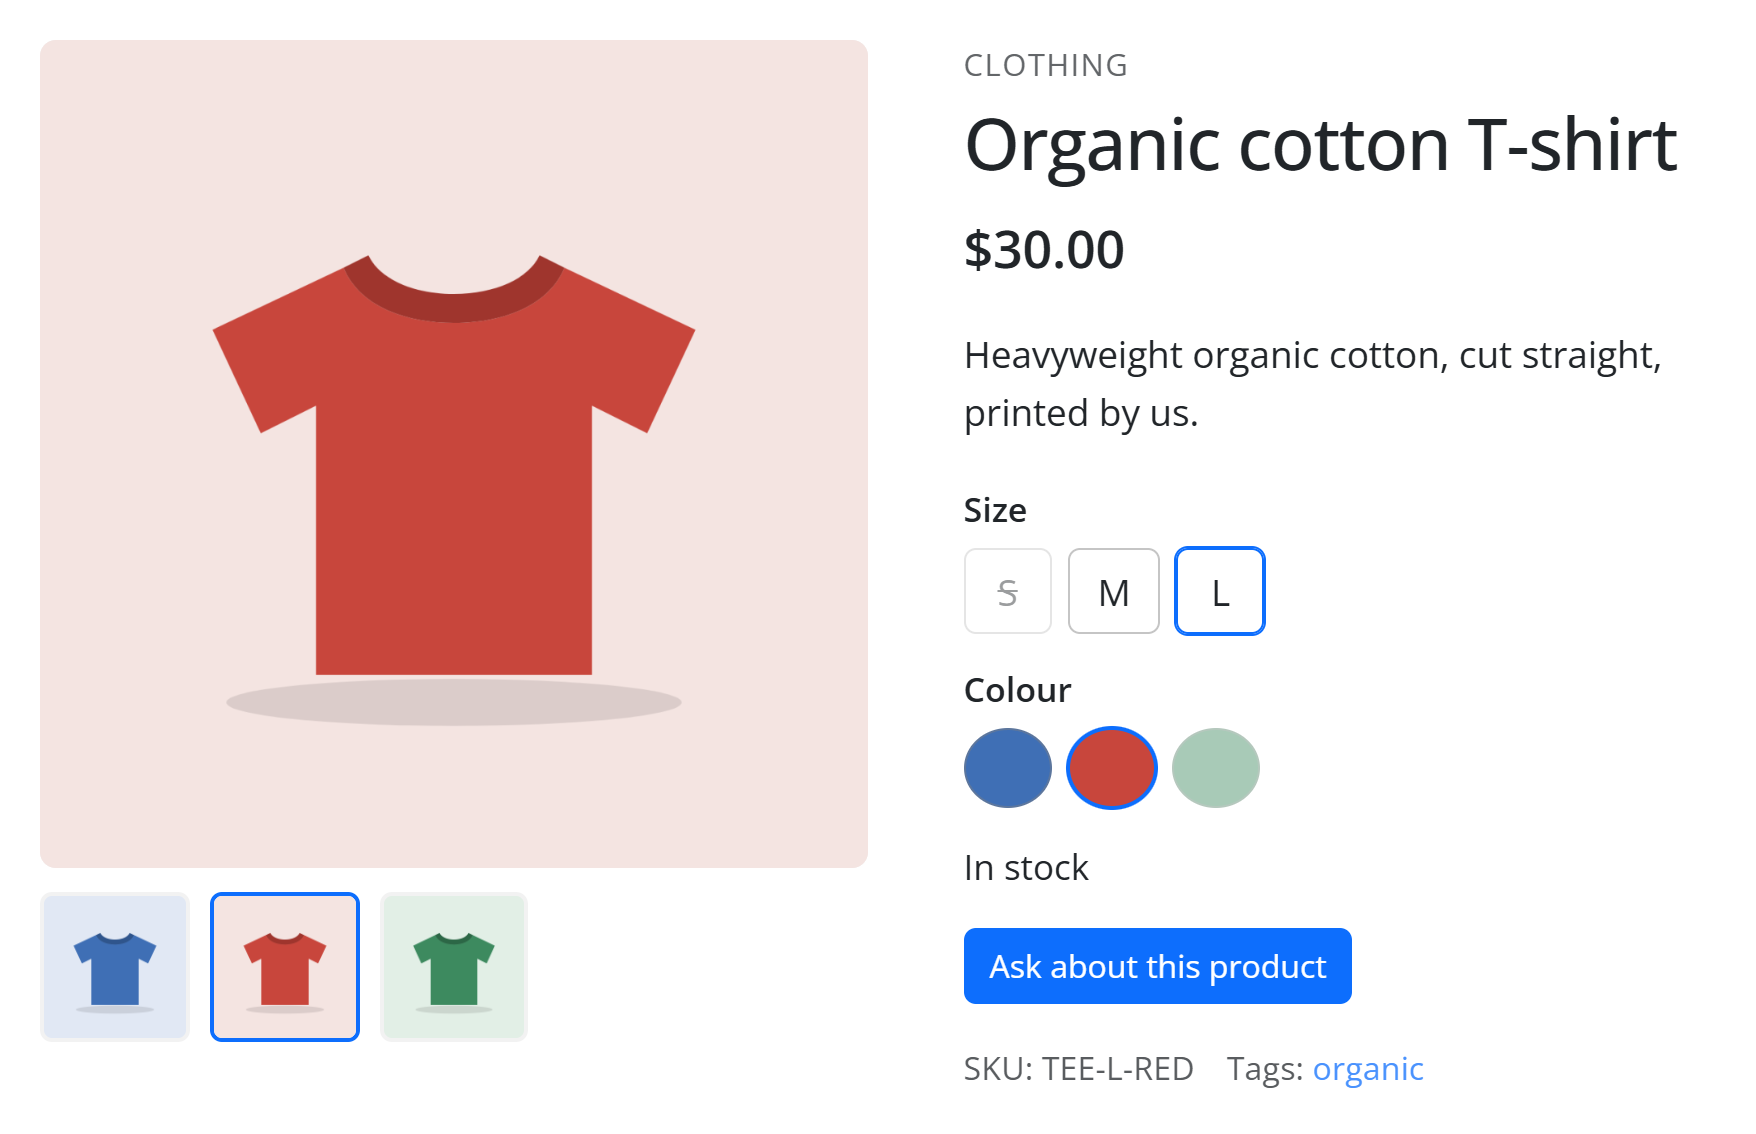 CLOTHING
Organic cotton T-shirt
$30.00
Heavyweight organic cotton, cut straight,
printed by us.
Size
S M L
Colour
In stock
Ask about this product
SKU: TEE-L-RED Tags: organic